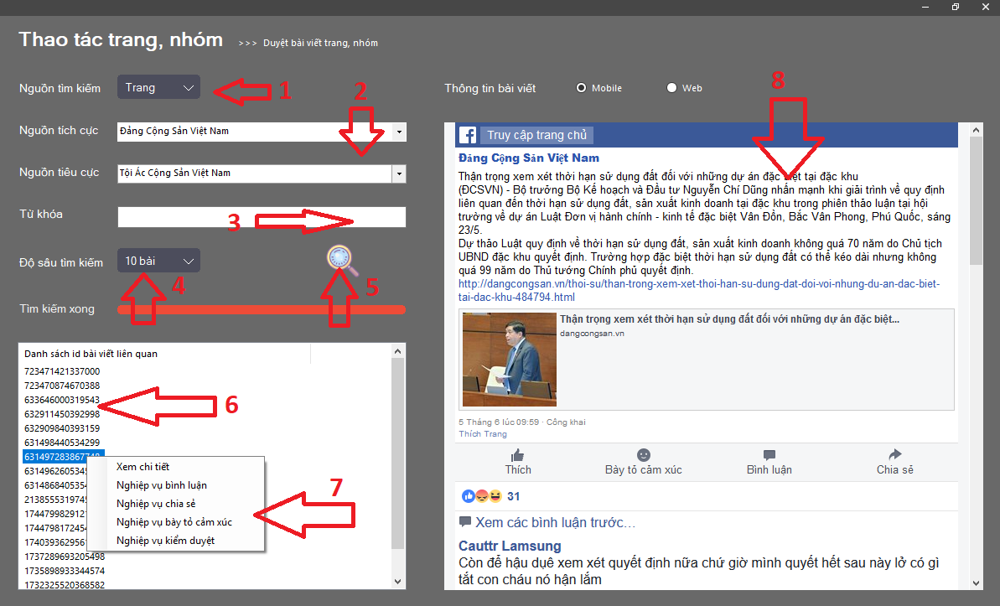 Thao tác trang, nhóm >>> Duyệt bài viết trang, nhóm
Nguồn tìm kiếm Trang 1
Nguồn tích cực Đảng Cộng Sản Việt Nam 2
Nguồn tiêu cực Tội Ác Cộng Sản Việt Nam
Từ khóa 3
Độ sâu tìm kiếm 10 bài
4 5
Tìm kiếm xong
Danh sách id bài viết liên quan
723471421337000
723470874670388
633646000319543
632911450392998
6
632909840393159
631498440534299
631497283867748
6314962605345
6314868405354
2138555319745
1744799829121
1744798172454
1740393629561
1737289693205498
1735898933344574
1732325520368582
Xem chi tiết
Nghiệp vụ bình luận
Nghiệp vụ chia sẻ
Nghiệp vụ bày tỏ cảm xúc
Nghiệp vụ kiểm duyệt
7
Thông tin bài viết Mobile Web
8
Truy cập trang chủ
Đảng Cộng Sản Việt Nam
Thận trọng xem xét thời hạn sử dụng đất đối với những dự án đặc biệt tại đặc khu
(ĐCSVN) - Bộ trưởng Bộ Kế hoạch và Đầu tư Nguyễn Chí Dũng nhấn mạnh khi giải trình về quy định
liên quan đến thời hạn sử dụng đất, sản xuất kinh doanh tại đặc khu trong phiên thảo luận tại hội
trường về dự án Luật Đơn vị hành chính - kinh tế đặc biệt Vân Đồn, Bắc Vân Phong, Phú Quốc, sáng
23/5.
Dự thảo Luật quy định về thời hạn sử dụng đất, sản xuất kinh doanh không quá 70 năm do Chủ tịch
UBND đặc khu quyết định. Trường hợp đặc biệt thời hạn sử dụng đất có thể kéo dài nhưng không
quá 99 năm do Thủ tướng Chính phủ quyết định.
http://dangcongsan.vn/thoi-su/than-trong-xem-xet-thoi-han-su-dung-dat-doi-voi-nhung-du-an-dac-biet-
tai-dac-khu-484794.html
Thận trọng xem xét thời hạn sử dụng đất đối với những dự án đặc biệt...
dangcongsan.vn
5 Tháng 6 lúc 09:59 · Công khai
Thích Trang
Thích Bày tỏ cảm xúc Bình luận Chia sẻ
31
Xem các bình luận trước…
Cauttr Lamsung
Còn để hậu duệ xem xét quyết định nữa chứ giờ mình quyết hết sau này lở có gì
tắt con cháu nó hận lắm